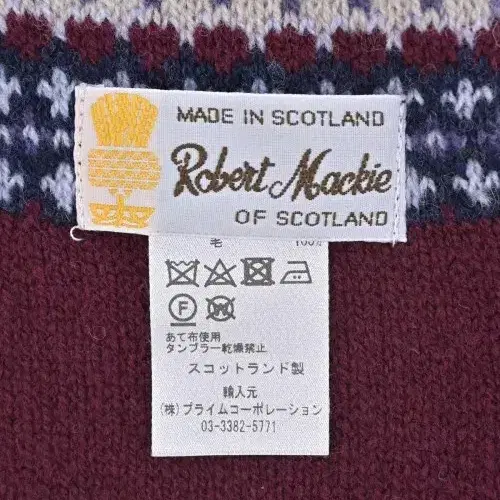 MADE IN SCOTLAND
Robert Mackie
OF SCOTLAND
毛 100%
F
W
あて布使用
タンブラー乾燥禁止
スコットランド製
輸入元
(株)プライムコーポレーション
03-3382-5771